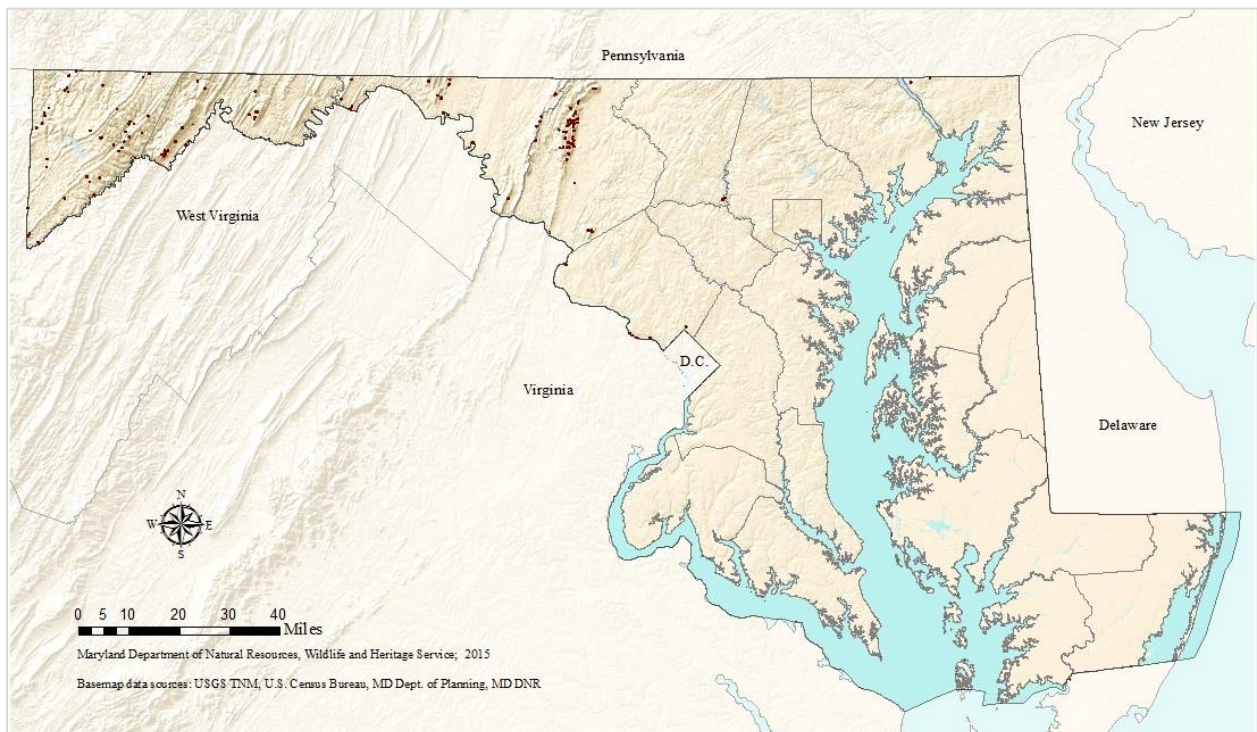 Pennsylvania
New Jersey
West Virginia
D.C.
Virginia
Delaware
N
W E
S
0 5 10 20 30 40
Miles
Maryland Department of Natural Resources, Wildlife and Heritage Service; 2015
Basemap data sources: USGS TNM, U.S. Census Bureau, MD Dept. of Planning, MD DNR